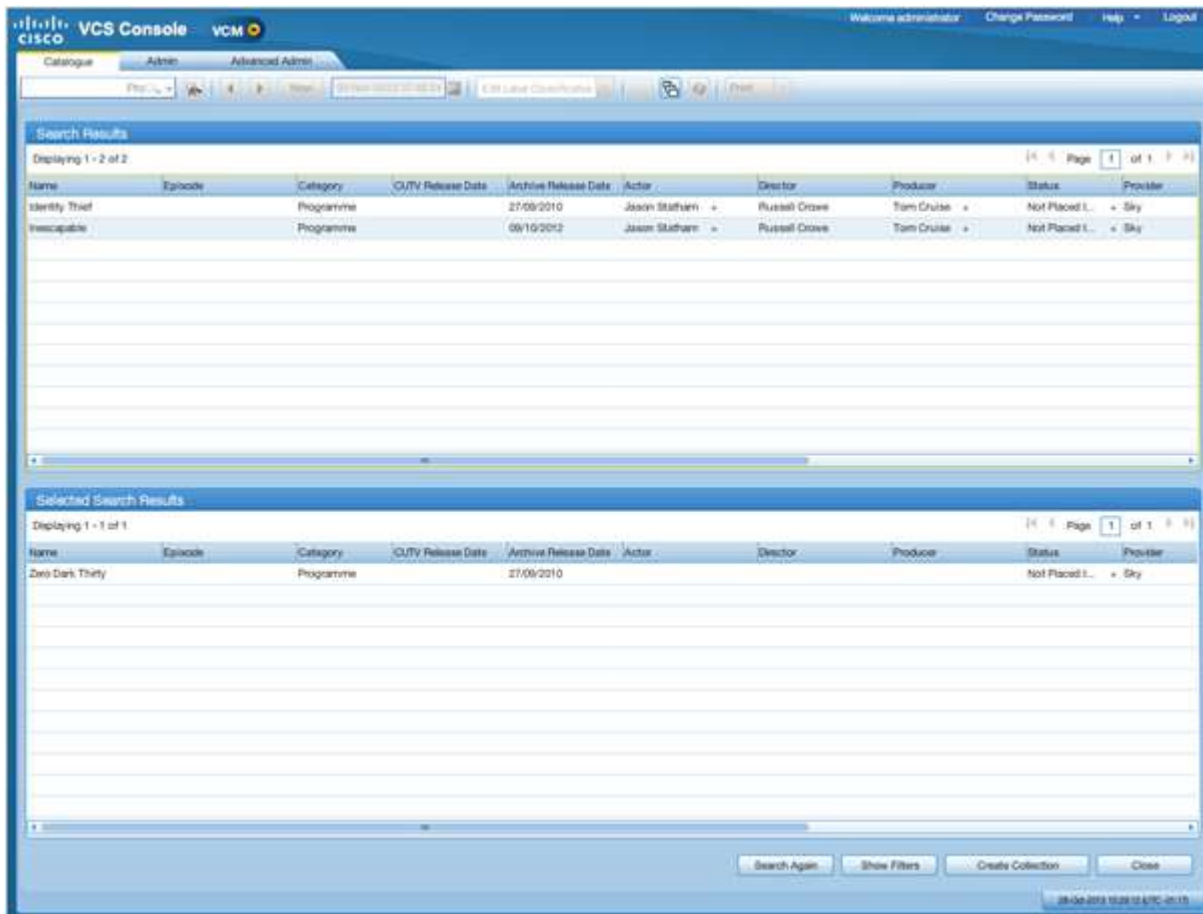 CISCO VCS Console VCM Welcome administrator Change Password Help Logout
Catalogue Admin Advanced Admin
New Print
Search Results
Displaying 1 - 2 of 2 Page 1 of 1
Name Episode Category CUTV Release Date Archive Release Date Actor Director Producer Status Provider
Identity Thief Programme 27/09/2010 Jason Statham + Russell Crowe Tom Cruise + Not Placed I... + Sky
Inescapable Programme 09/10/2012 Jason Statham + Russell Crowe Tom Cruise + Not Placed I... + Sky
Selected Search Results
Displaying 1 - 1 of 1 Page 1 of 1
Name Episode Category CUTV Release Date Archive Release Date Actor Director Producer Status Provider
Zero Dark Thirty Programme 27/09/2010 Not Placed I... + Sky
Search Again Show Filters Create Collection Close